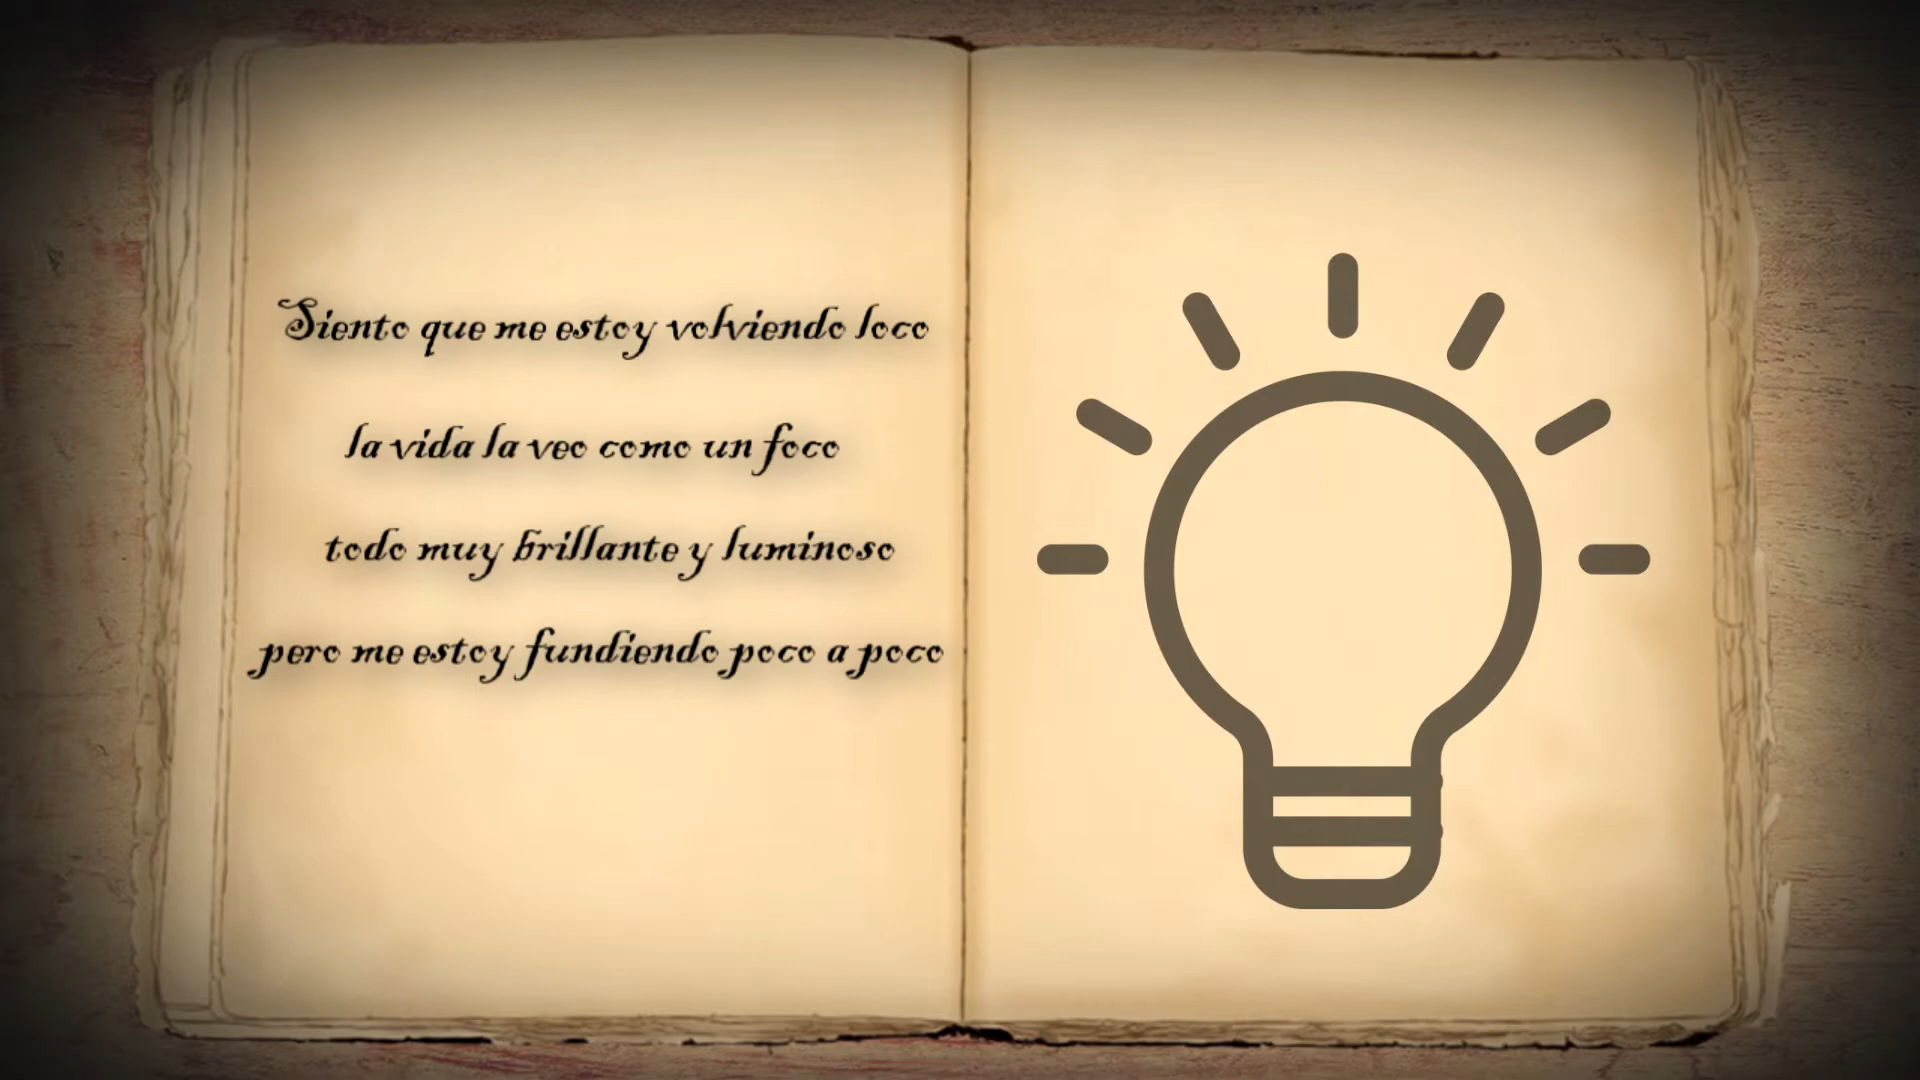 Siento que me estoy volviendo loco
la vida la veo como un foco
todo muy brillante y luminoso
pero me estoy fundiendo poco a poco